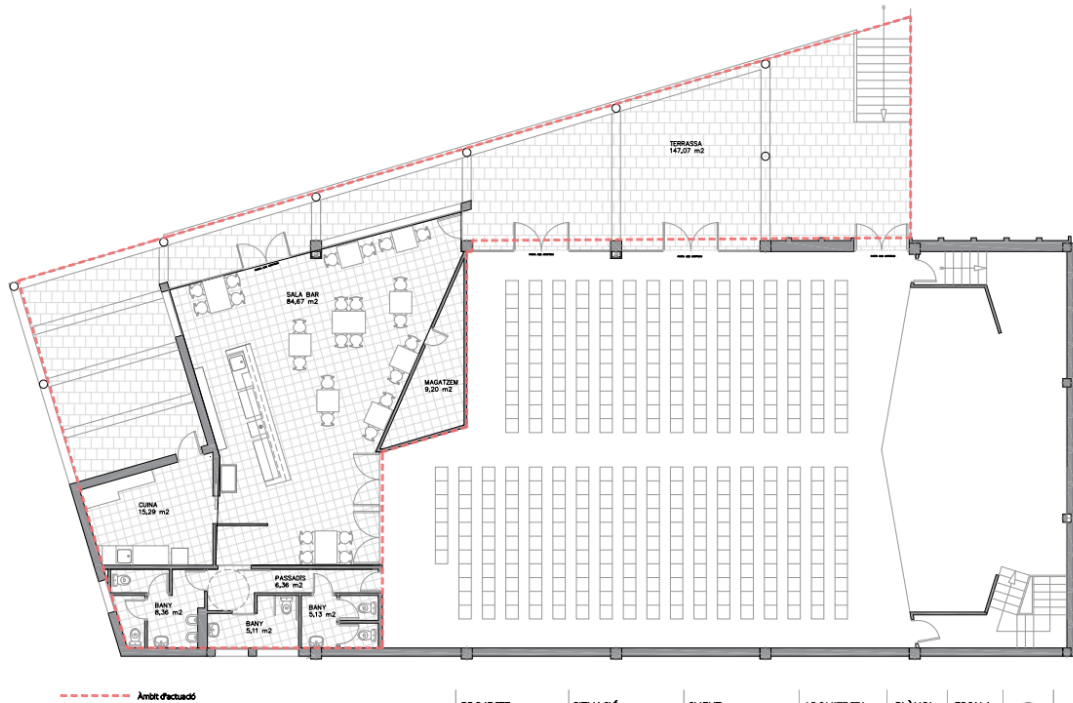 TERRASSA
147,07 m2
SALA BAR
84,67 m2
MAGATZEM
9,20 m2
CUINA
15,29 m2
PASSADÍS
6,36 m2
BANY
8,36 m2
BANY
5,13 m2
BANY
5,11 m2
Àmbit d'actuació